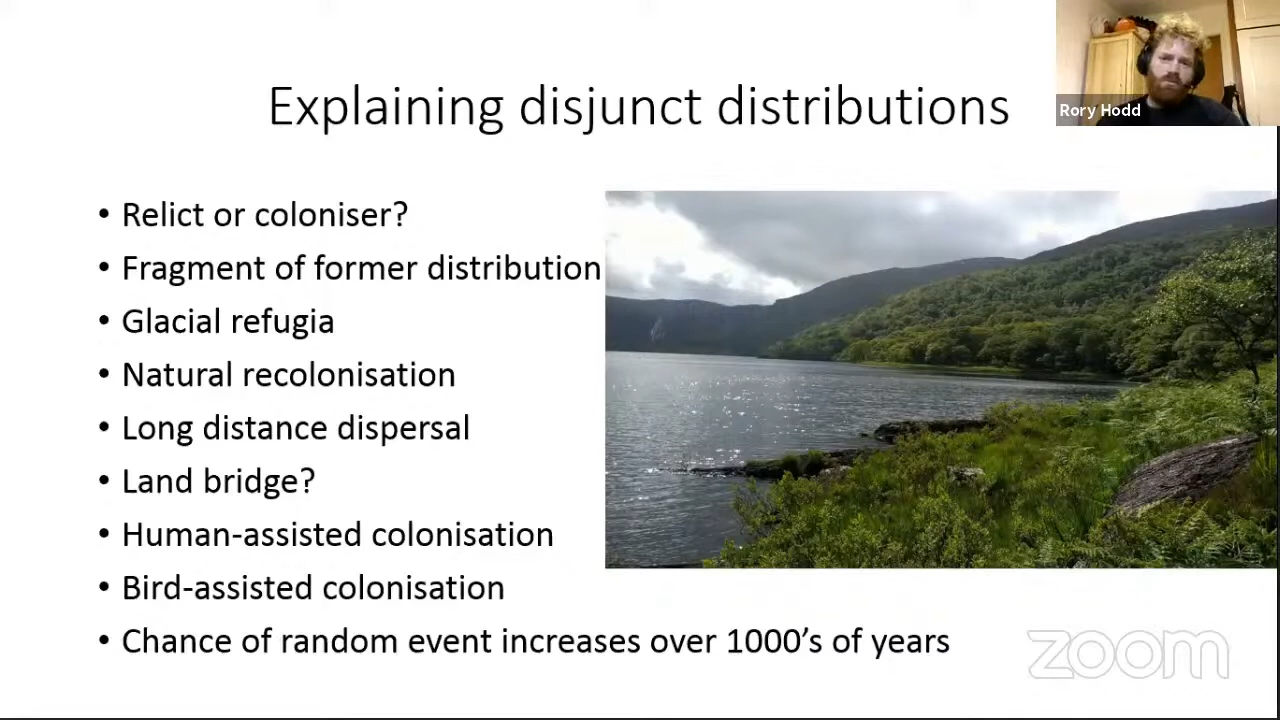 Explaining disjunct distributions
Rory Hodd
• Relict or coloniser?
• Fragment of former distribution
• Glacial refugia
• Natural recolonisation
• Long distance dispersal
• Land bridge?
• Human-assisted colonisation
• Bird-assisted colonisation
• Chance of random event increases over 1000’s of years
zoom